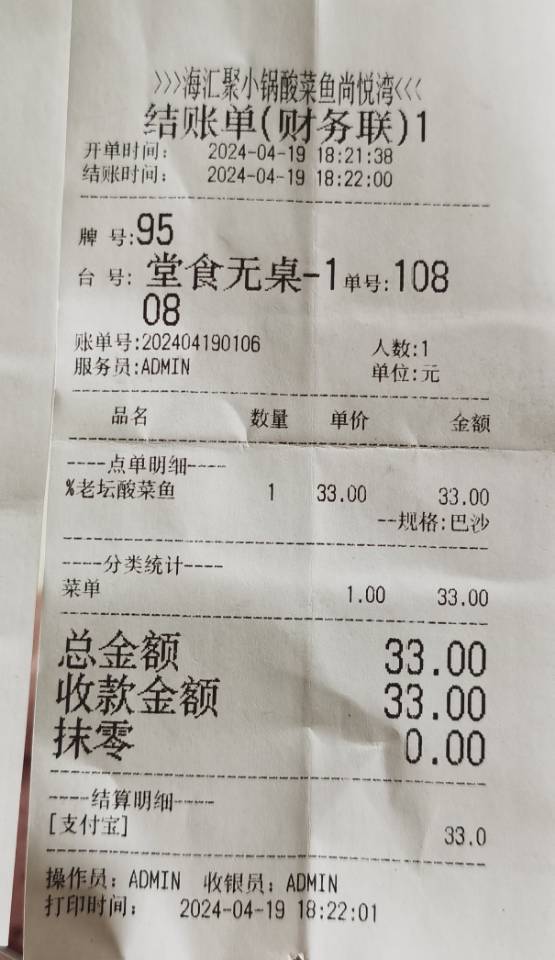 >>>海汇聚小锅酸菜鱼尚悦湾<<<
结账单(财务联)1
开单时间: 2024-04-19 18:21:38
结账时间: 2024-04-19 18:22:00
牌 号:95
台 号: 堂食无桌-1 单号:108
08
账单号:202404190106 人数:1
服务员:ADMIN 单位:元
品名 数量 单价 金额
----点单明细----
%老坛酸菜鱼 1 33.00 33.00
--规格:巴沙
----分类统计----
菜单 1.00 33.00
总金额 33.00
收款金额 33.00
抹零 0.00
----结算明细----
[支付宝] 33.0
操作员: ADMIN 收银员: ADMIN
打印时间: 2024-04-19 18:22:01